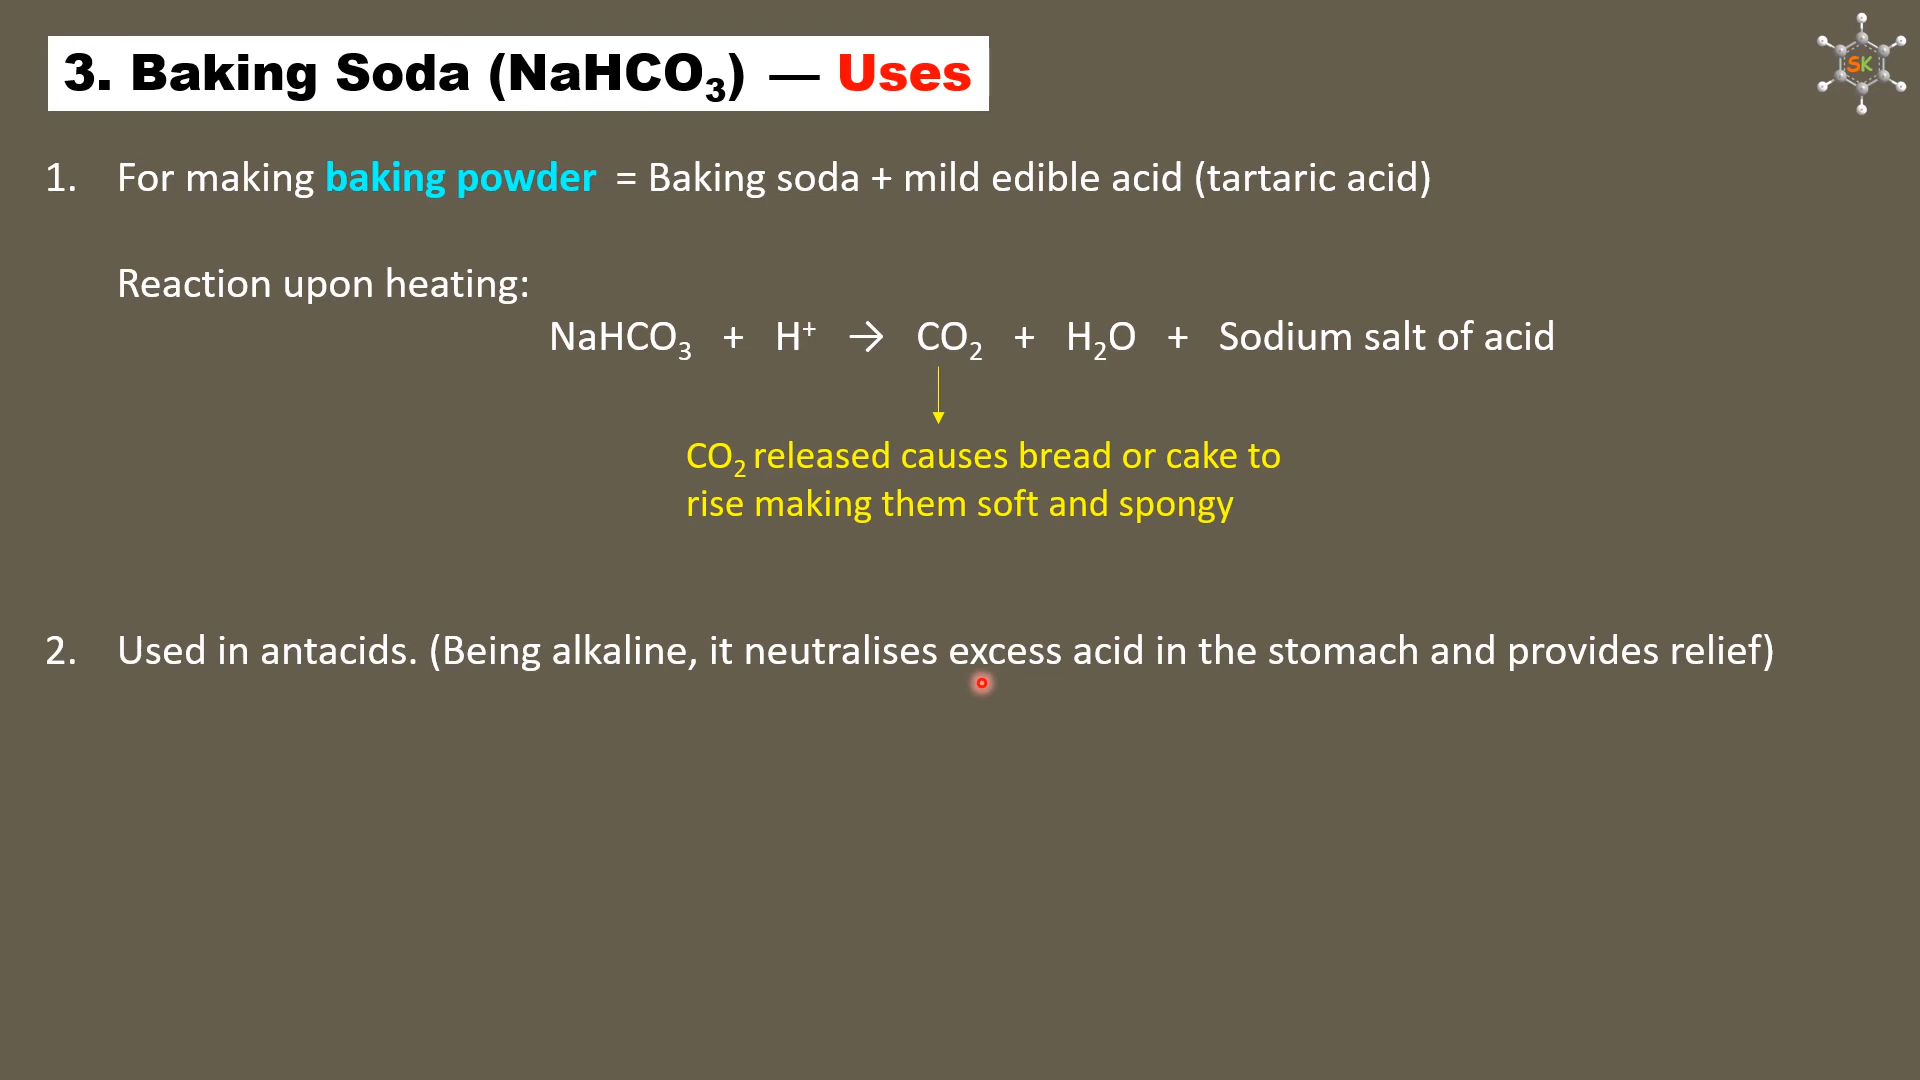 3. Baking Soda (NaHCO₃) — Uses
SK
1. For making baking powder = Baking soda + mild edible acid (tartaric acid)
Reaction upon heating:
NaHCO₃ + H⁺ → CO₂ + H₂O + Sodium salt of acid
CO₂ released causes bread or cake to
rise making them soft and spongy
2. Used in antacids. (Being alkaline, it neutralises excess acid in the stomach and provides relief)